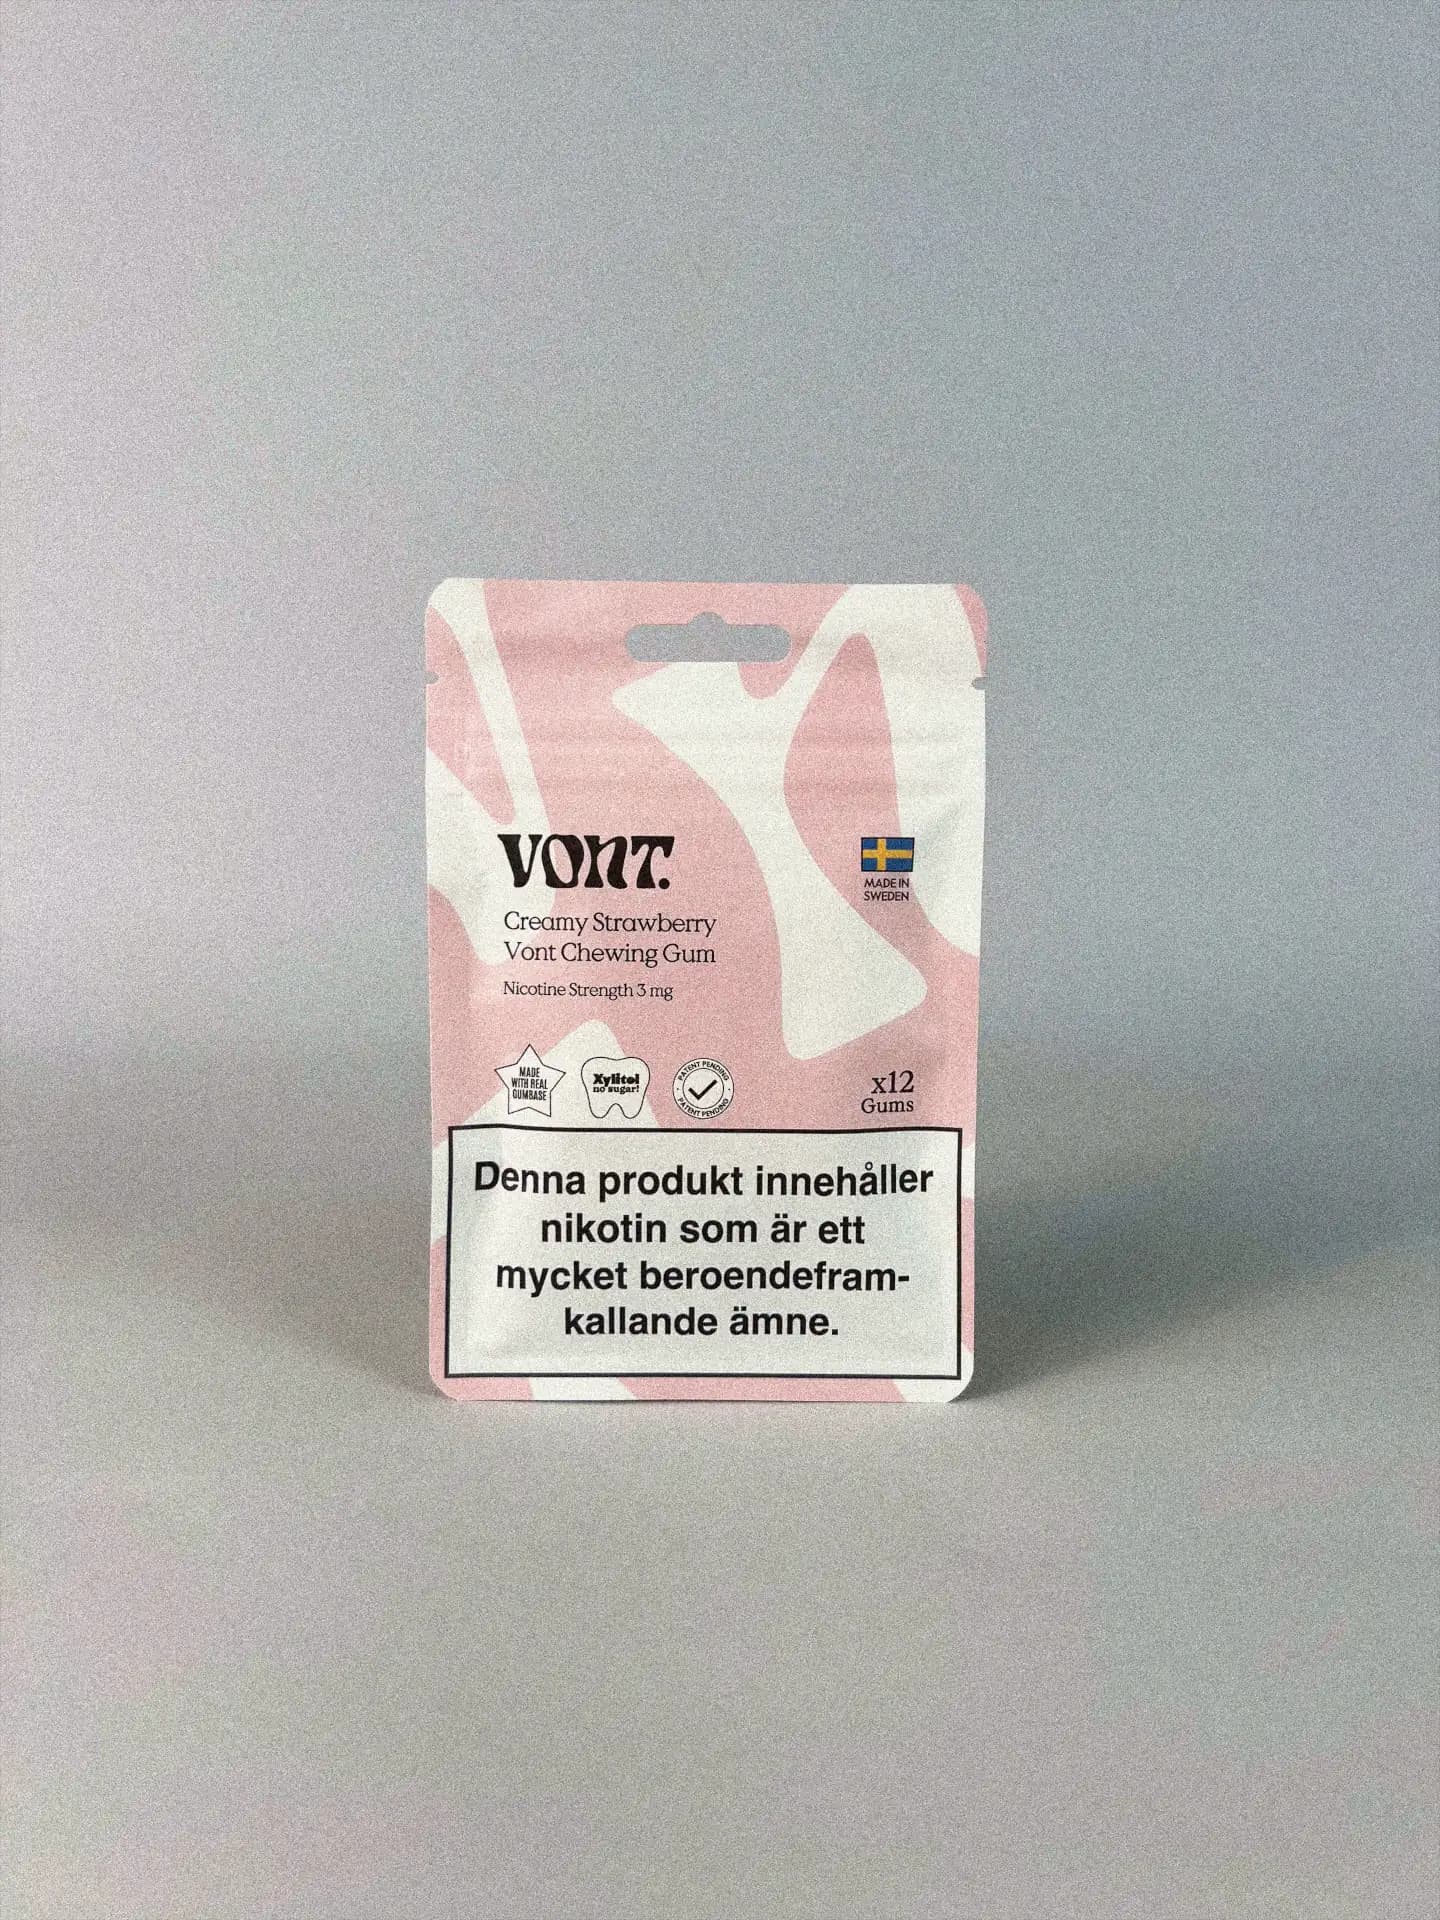 VONT.
Creamy Strawberry
Vont Chewing Gum
Nicotine Strength 3 mg
MADE IN
SWEDEN
MADE
WITH REAL
GUMBASE
Xylitol
no sugar!
PATENT PENDING
PATENT PENDING
x12
Gums
Denna produkt innehåller
nikotin som är ett
mycket beroendefram-
kallande ämne.